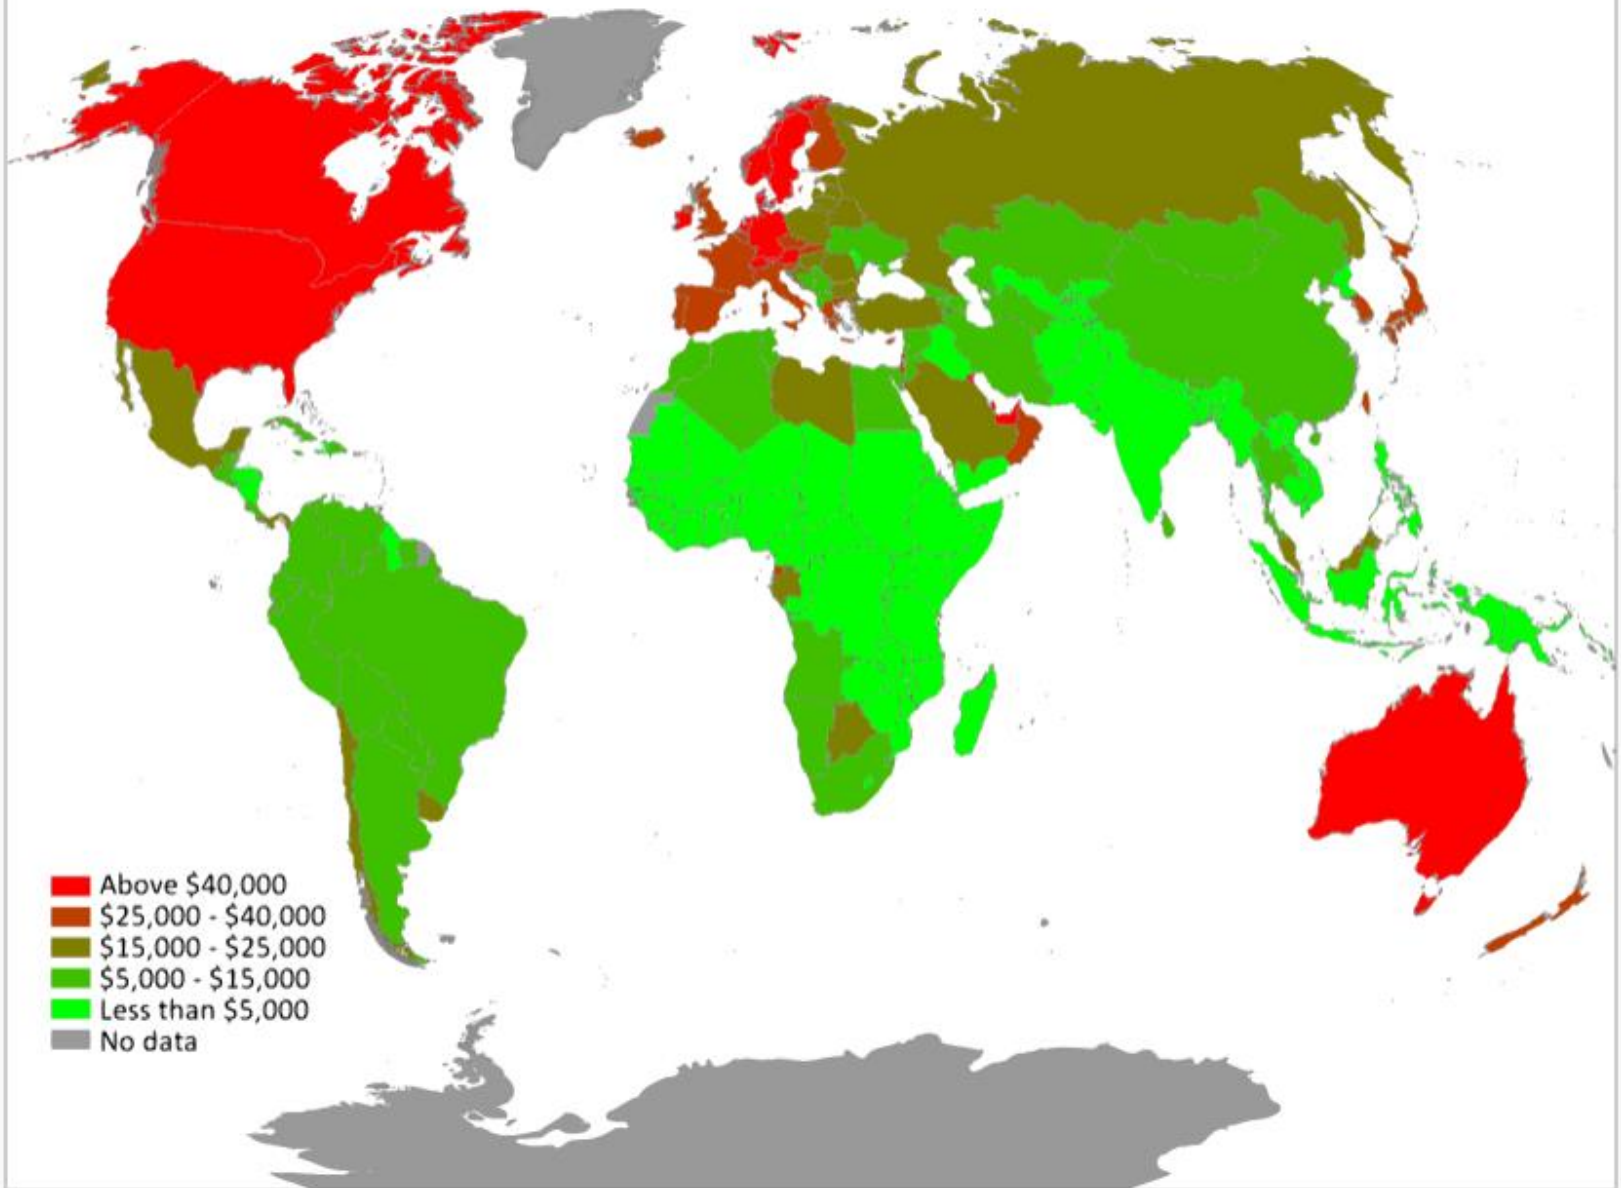 Above $40,000
$25,000 - $40,000
$15,000 - $25,000
$5,000 - $15,000
Less than $5,000
No data